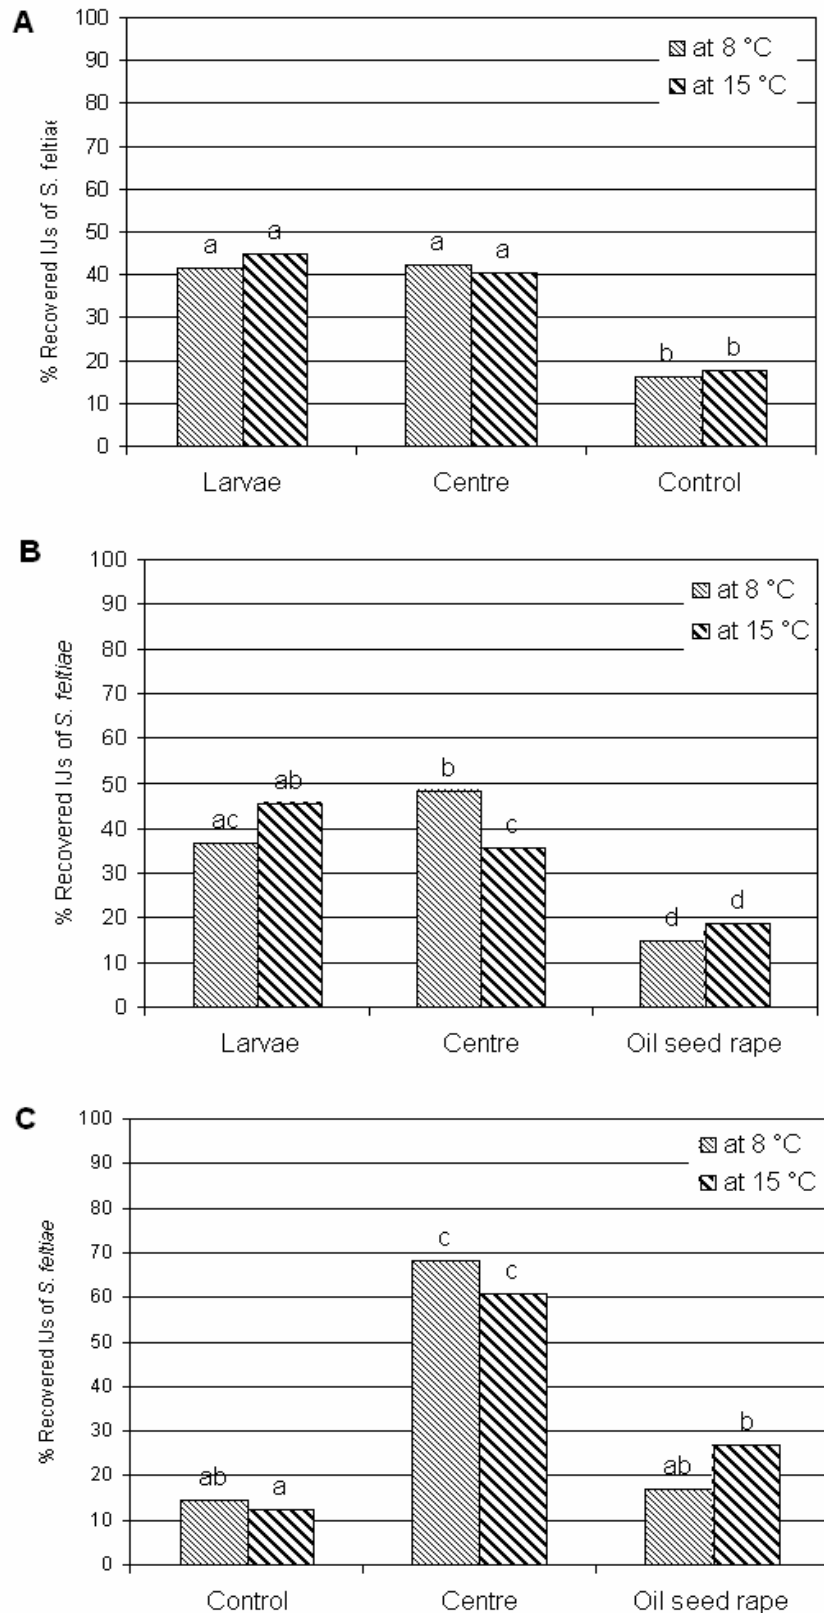 A
100
90
80
70
60
50
40
30
20
10
0
% Recovered IJs of S. feltiae
at 8 °C
at 15 °C
a
a
a
a
b
b
Larvae
Centre
Control
B
100
90
80
70
60
50
40
30
20
10
0
% Recovered IJs of S. feltiae
at 8 °C
at 15 °C
ac
ab
b
c
d
d
Larvae
Centre
Oil seed rape
C
100
90
80
70
60
50
40
30
20
10
0
% Recovered IJs of S. feltiae
at 8 °C
at 15 °C
ab
a
c
c
ab
b
Control
Centre
Oil seed rape